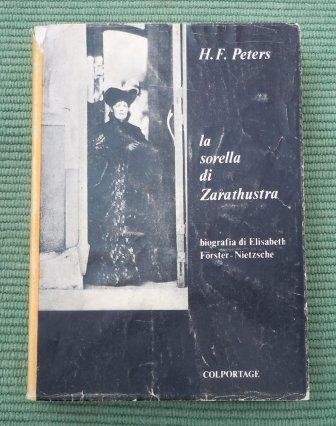 H. F. Peters
la
sorella
di
Zarathustra
biografia di Elisabeth
Förster-Nietzsche
COLPORTAGE